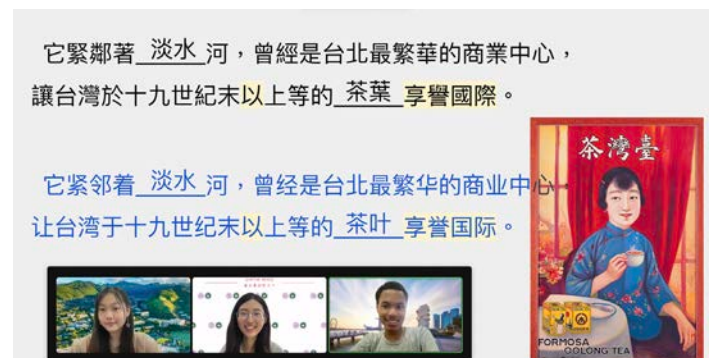 它緊鄰著 淡水 河，曾經是台北最繁華的商業中心，
讓台灣於十九世紀末以上等的 茶葉 享譽國際。
它紧邻着 淡水 河，曾经是台北最繁华的商业中心，
让台湾于十九世纪末以上等的 茶叶 享誉国际。
茶灣臺
FORMOSA
OOLONG TEA